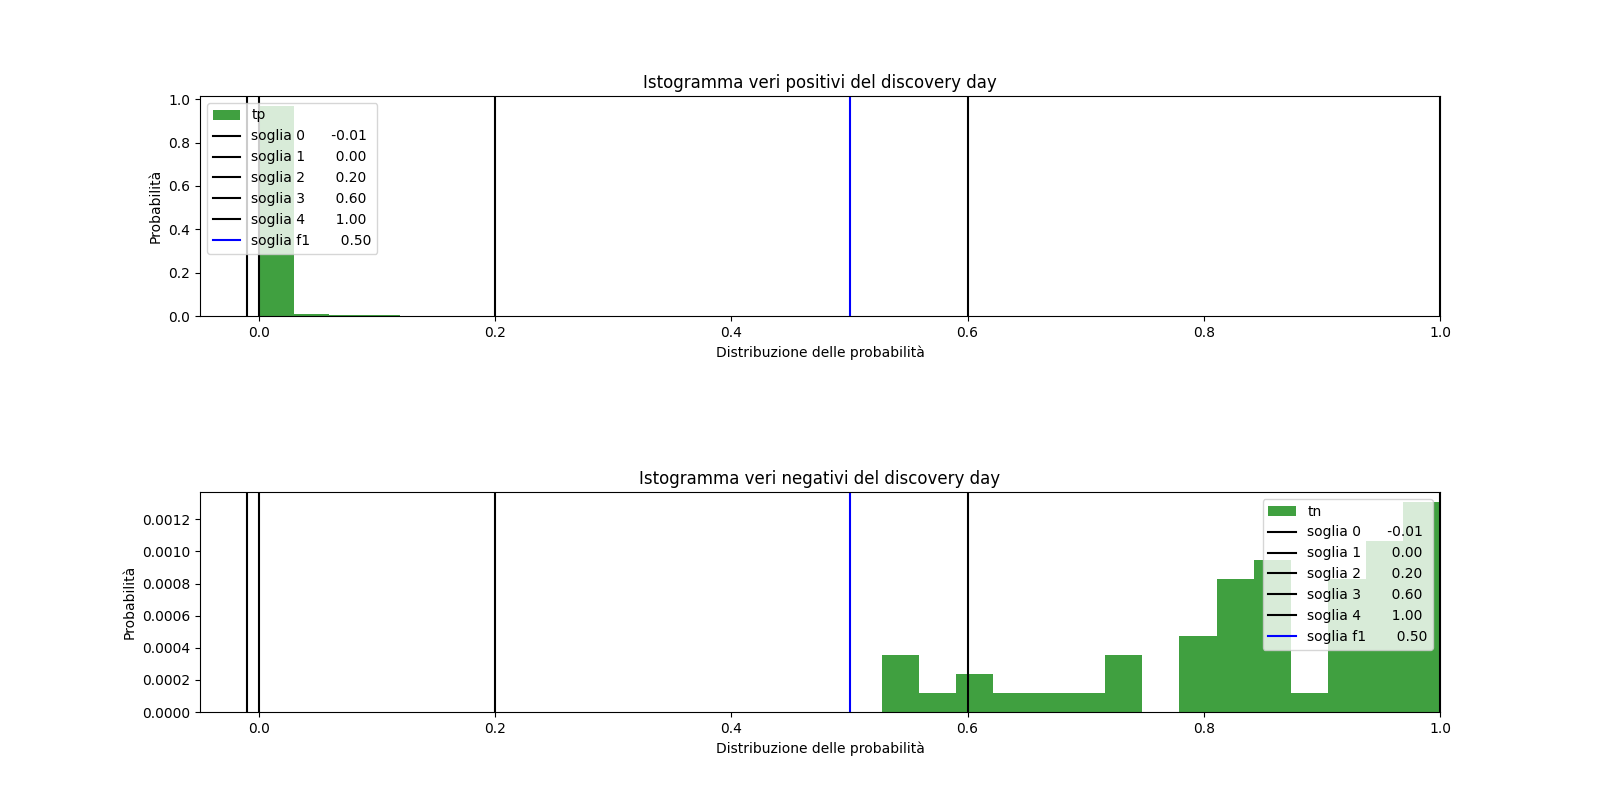 Istogramma veri positivi del discovery day
1.0
0.8
0.6
0.4
0.2
0.0
Probabilità
tp
soglia 0 -0.01
soglia 1 0.00
soglia 2 0.20
soglia 3 0.60
soglia 4 1.00
soglia f1 0.50
0.0 0.2 0.4 0.6 0.8 1.0
Distribuzione delle probabilità
Istogramma veri negativi del discovery day
0.0012
0.0010
0.0008
0.0006
0.0004
0.0002
0.0000
Probabilità
tn
soglia 0 -0.01
soglia 1 0.00
soglia 2 0.20
soglia 3 0.60
soglia 4 1.00
soglia f1 0.50
0.0 0.2 0.4 0.6 0.8 1.0
Distribuzione delle probabilità